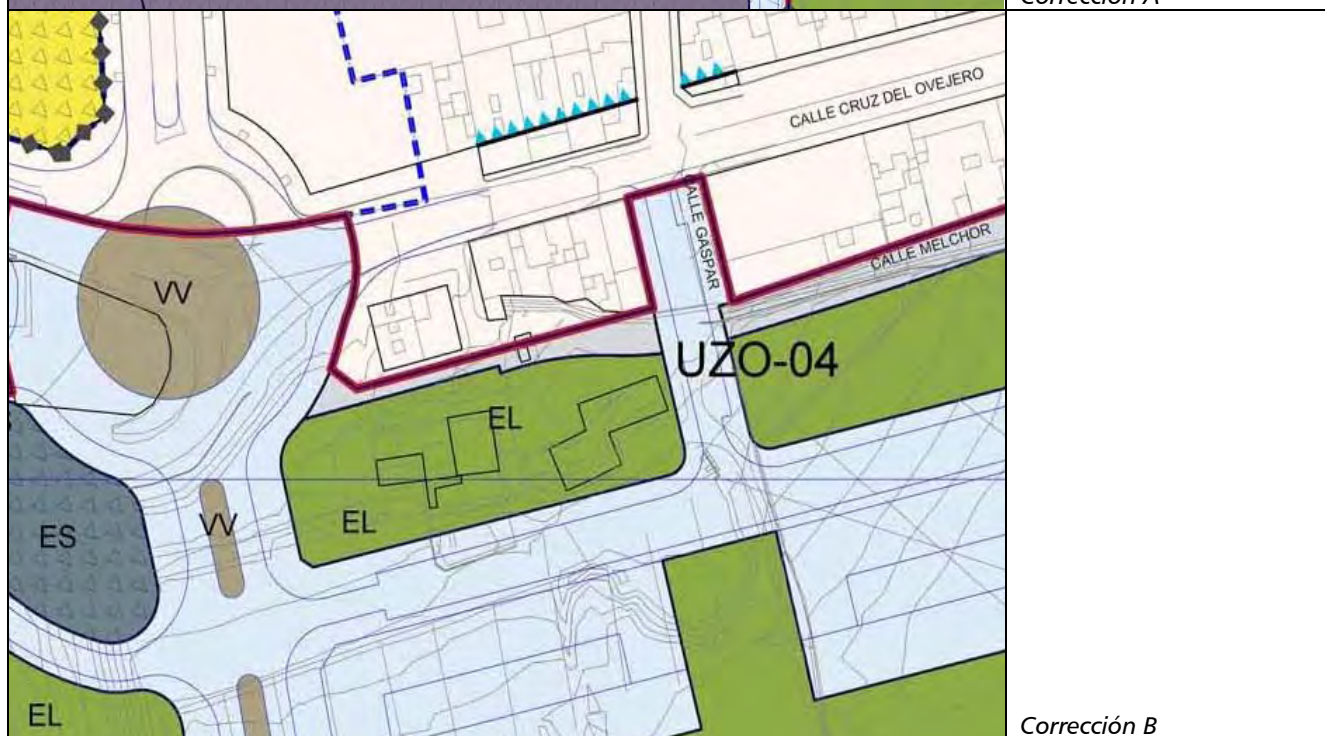 Corrección A
CALLE CRUZ DEL OVEJERO
CALLE GASPAR
CALLE MELCHOR
VV
UZO-04
EL
EL
VV
ES
EL
Corrección B